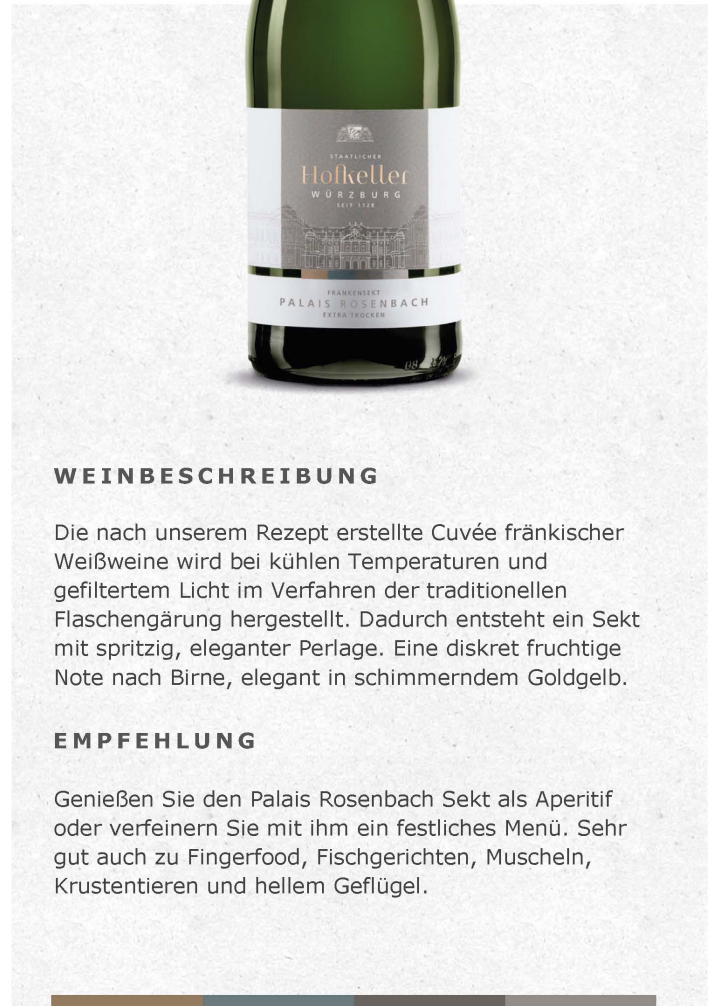 STAATLICHER
Hofkeller
WÜRZBURG
SEIT 1128
FRANKENSEKT
PALAIS ROSENBACH
EXTRA TROCKEN
WEINBESCHREIBUNG
Die nach unserem Rezept erstellte Cuvée fränkischer
Weißweine wird bei kühlen Temperaturen und
gefiltertem Licht im Verfahren der traditionellen
Flaschengärung hergestellt. Dadurch entsteht ein Sekt
mit spritzig, eleganter Perlage. Eine diskret fruchtige
Note nach Birne, elegant in schimmerndem Goldgelb.
EMPFEHLUNG
Genießen Sie den Palais Rosenbach Sekt als Aperitif
oder verfeinern Sie mit ihm ein festliches Menü. Sehr
gut auch zu Fingerfood, Fischgerichten, Muscheln,
Krustentieren und hellem Geflügel.